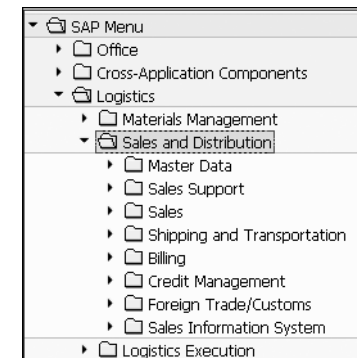 SAP Menu
Office
Cross-Application Components
Logistics
Materials Management
Sales and Distribution
Master Data
Sales Support
Sales
Shipping and Transportation
Billing
Credit Management
Foreign Trade/Customs
Sales Information System
Logistics Execution